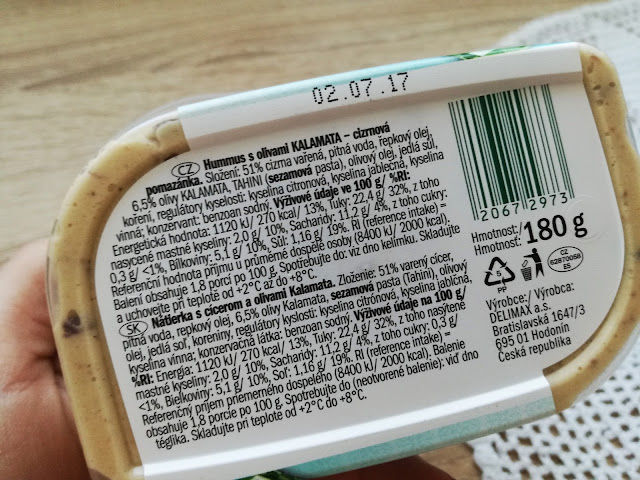 02.07.17
CZ Hummus s olivami KALAMATA – cizrnová
pomazánka. Složení: 51% cizrna vařená, pitná voda, řepkový olej,
6,5% olivy KALAMATA, TAHINI (sezamová pasta), olivový olej, jedlá sůl,
koření, regulátory kyselosti: kyselina citronová, kyselina jablečná, kyselina
vinná; konzervant: benzoan sodný. Výživové údaje ve 100 g/ %RI:
Energetická hodnota: 1120 kJ/ 270 kcal/ 13%, Tuky: 22,4 g/ 32%, z toho
nasycené mastné kyseliny: 2,0 g/ 10%, Sacharidy: 11,2 g/ 4%, z toho cukry:
0,3 g/ <1%, Bílkoviny: 5,1 g/ 10%, Sůl: 1,16 g/ 19%. RI (reference intake) =
Referenční hodnota příjmu u průměrné dospělé osoby (8400 kJ/ 2000 kcal).
Balení obsahuje 1,8 porce po 100 g. Spotřebujte do: viz dno kelímku. Skladujte
a uchovejte při teplotě od +2°C až do +8°C.
SK Nátierka s cícerom a olivami Kalamata. Zloženie: 51% varený cícer,
pitná voda, repkový olej, 6,5% olivy Kalamata, sezamová pasta (Tahini), olivový
olej, jedlá soľ, koreniny, regulátory kyslosti: kyselina citrónová, kyselina jablčná,
kyselina vínna; konzervačná látka: benzoan sodný. Výživové údaje na 100 g/
%RI: Energia: 1120 kJ/ 270 kcal/ 13%, Tuky: 22,4 g/ 32%, z toho nasýtené
mastné kyseliny: 2,0 g/ 10%, Sacharidy: 11,2 g/ 4%, z toho cukry: 0,3 g/
<1%, Bielkoviny: 5,1 g/ 10%, Soľ: 1,16 g/ 19%. RI (reference intake) =
Referenčný príjem priemerného dospelého (8400 kJ/ 2000 kcal). Balenie
obsahuje 1,8 porcie po 100 g. Spotrebujte do (neotvorené balenie): viď dno
téglika. Skladujte pri teplote od +2°C do +8°C.
2067 2973
Hmotnost:/
Hmotnosť: 180 g
5
PP
CZ
62870058
ES
Výrobce:/ Výrobca:
DELIMAX a.s.
Bratislavská 1647/3
695 01 Hodonín
Česká republika